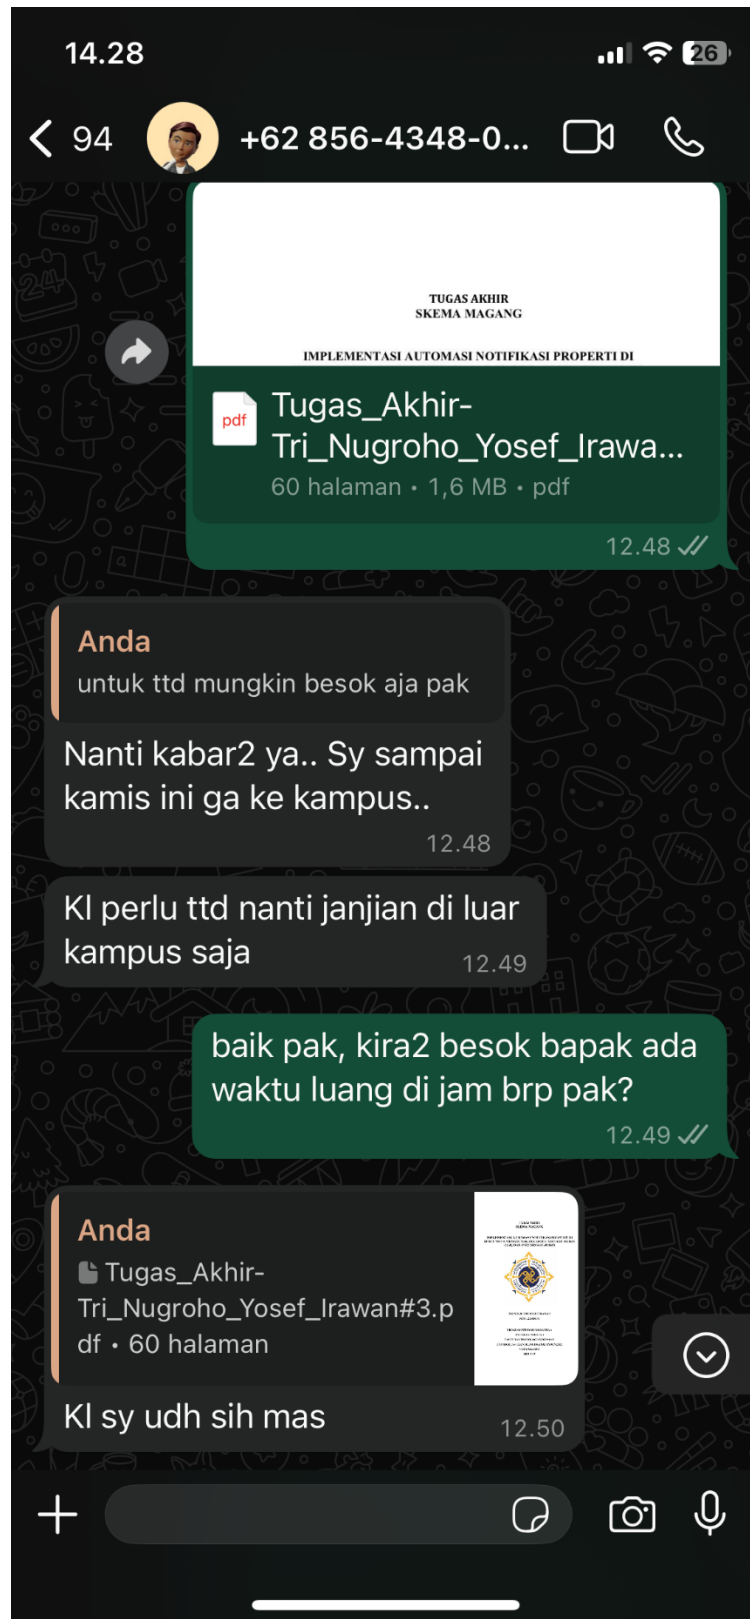 14.28
26
94
+62 856-4348-0...
TUGAS AKHIR
SKEMA MAGANG
IMPLEMENTASI AUTOMASI NOTIFIKASI PROPERTI DI
pdf
Tugas_Akhir-
Tri_Nugroho_Yosef_Irawa...
60 halaman • 1,6 MB • pdf
12.48
Anda
untuk ttd mungkin besok aja pak
Nanti kabar2 ya.. Sy sampai
kamis ini ga ke kampus..
12.48
Kl perlu ttd nanti janjian di luar
kampus saja
12.49
baik pak, kira2 besok bapak ada
waktu luang di jam brp pak?
12.49
Anda
Tugas_Akhir-
Tri_Nugroho_Yosef_Irawan#3.p
df • 60 halaman
Kl sy udh sih mas
12.50